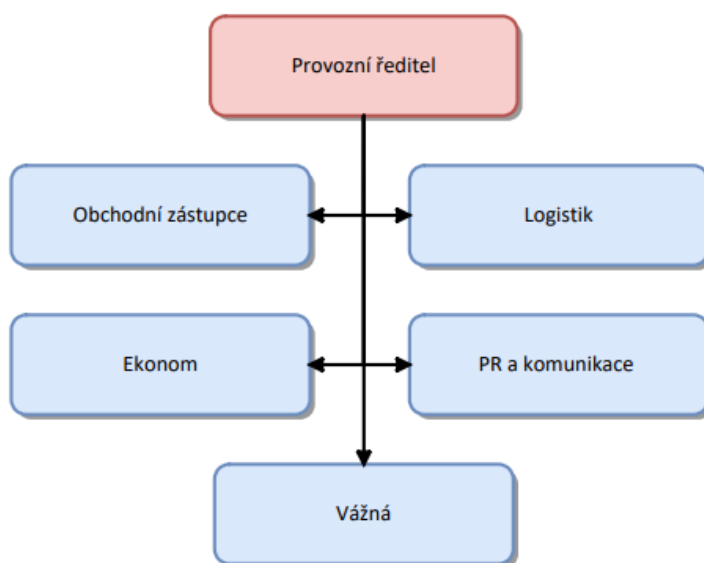 Provozní ředitel
Obchodní zástupce
Logistik
Ekonom
PR a komunikace
Vážná